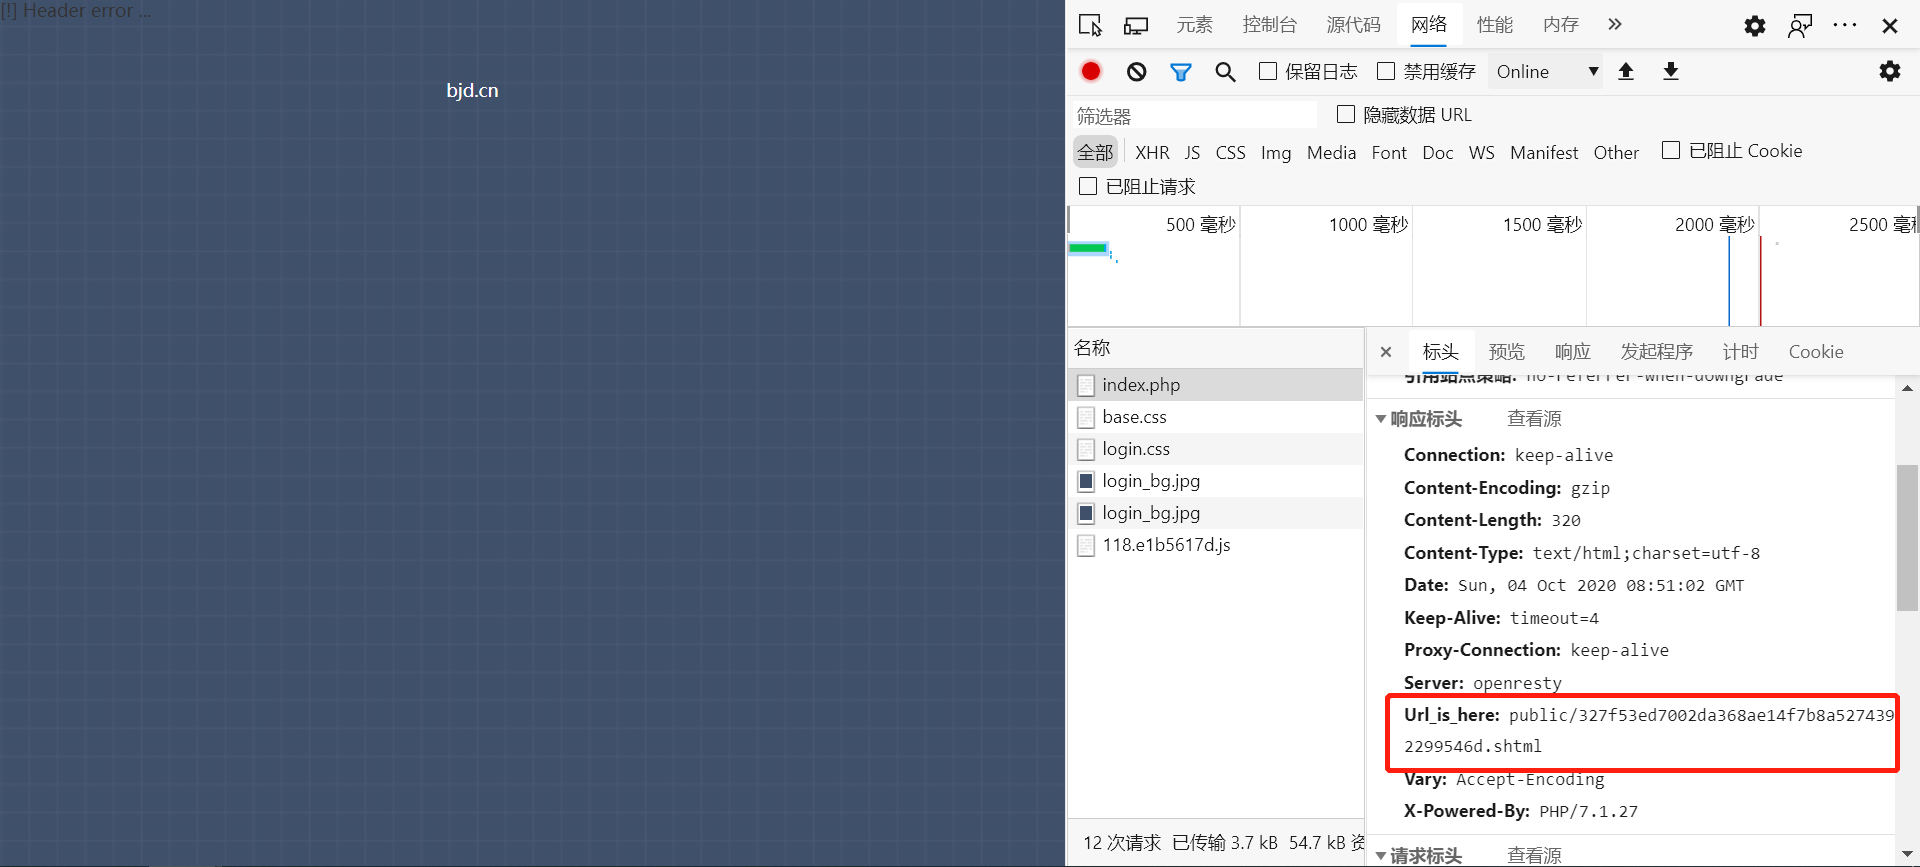 [!] Header error ...
bjd.cn
元素 控制台 源代码 网络 性能 内存
保留日志 禁用缓存 Online
筛选器 隐藏数据 URL
全部 XHR JS CSS Img Media Font Doc WS Manifest Other 已阻止 Cookie
已阻止请求
500 毫秒 1000 毫秒 1500 毫秒 2000 毫秒 2500 毫
名称
index.php
base.css
login.css
login_bg.jpg
login_bg.jpg
118.e1b5617d.js
12 次请求 已传输 3.7 kB 54.7 kB 资
标头 预览 响应 发起程序 计时 Cookie
引用站点策略: no-referrer-when-downgrade
响应标头 查看源
Connection: keep-alive
Content-Encoding: gzip
Content-Length: 320
Content-Type: text/html;charset=utf-8
Date: Sun, 04 Oct 2020 08:51:02 GMT
Keep-Alive: timeout=4
Proxy-Connection: keep-alive
Server: openresty
Url_is_here: public/327f53ed7002da368ae14f7b8a527439
2299546d.shtml
Vary: Accept-Encoding
X-Powered-By: PHP/7.1.27
请求标头 查看源